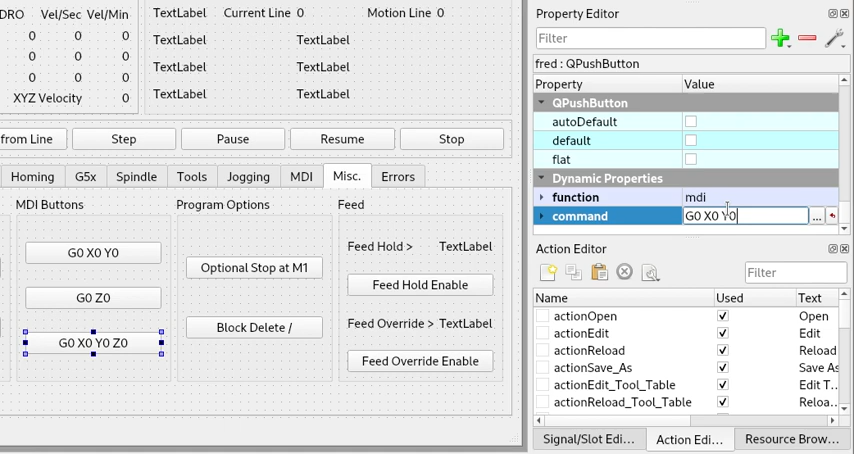 DRO Vel/Sec Vel/Min
0 0 0
0 0 0
0 0 0
XYZ Velocity 0
TextLabel Current Line 0 Motion Line 0
TextLabel TextLabel
TextLabel TextLabel
TextLabel TextLabel
from Line Step Pause Resume Stop
Homing G5x Spindle Tools Jogging MDI Misc. Errors
MDI Buttons
G0 X0 Y0
G0 Z0
G0 X0 Y0 Z0
Program Options
Optional Stop at M1
Block Delete /
Feed
Feed Hold > TextLabel
Feed Hold Enable
Feed Override > TextLabel
Feed Override Enable
Property Editor
Filter
fred : QPushButton
Property Value
QPushButton
autoDefault
default
flat
Dynamic Properties
function mdi
command G0 X0 Y0 ...
Action Editor
Filter
Name Used Text
actionOpen Open
actionEdit Edit
actionReload Reload
actionSave_As Save As
actionEdit_Tool_Table Edit T...
actionReload_Tool_Table Reloa...
Signal/Slot Edi... Action Edi... Resource Brow...